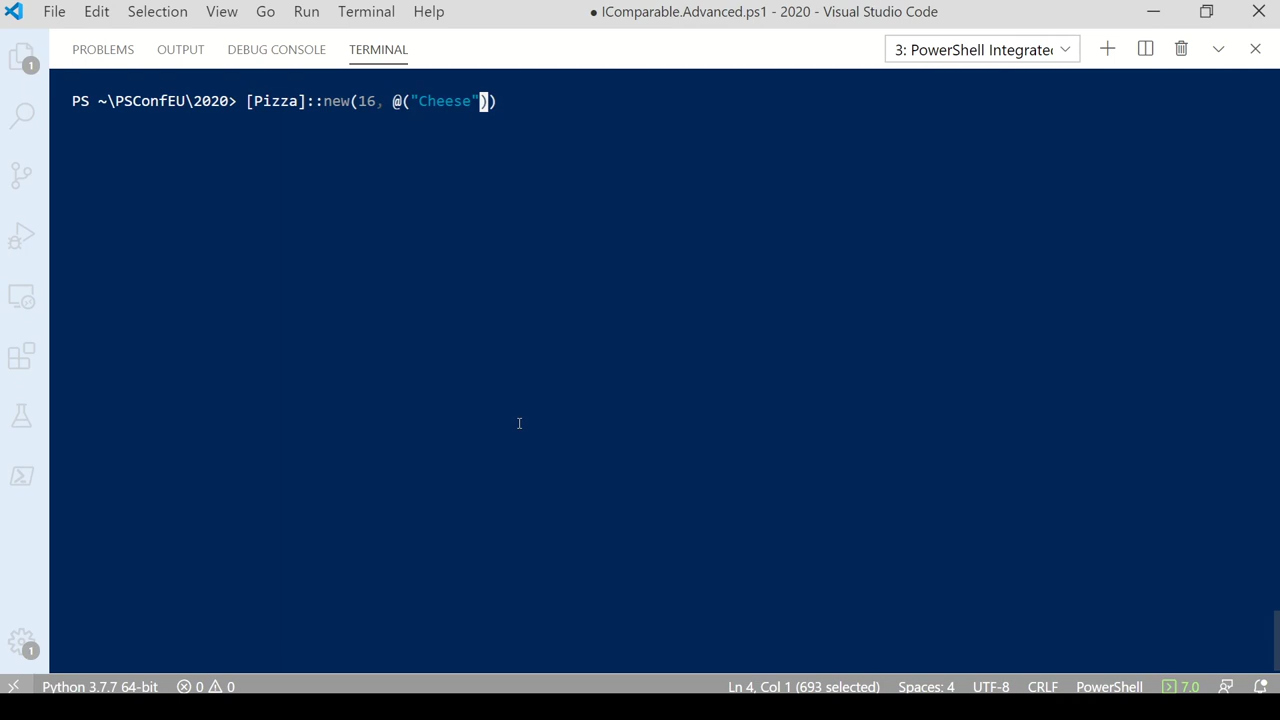 File Edit Selection View Go Run Terminal Help ● IComparable.Advanced.ps1 - 2020 - Visual Studio Code
PROBLEMS OUTPUT DEBUG CONSOLE TERMINAL 3: PowerShell Integrate
1
PS ~\PSConfEU\2020> [Pizza]::new(16, @("Cheese"))
1
Python 3.7.7 64-bit 0 0 Ln 4, Col 1 (693 selected) Spaces: 4 UTF-8 CRLF PowerShell 7.0